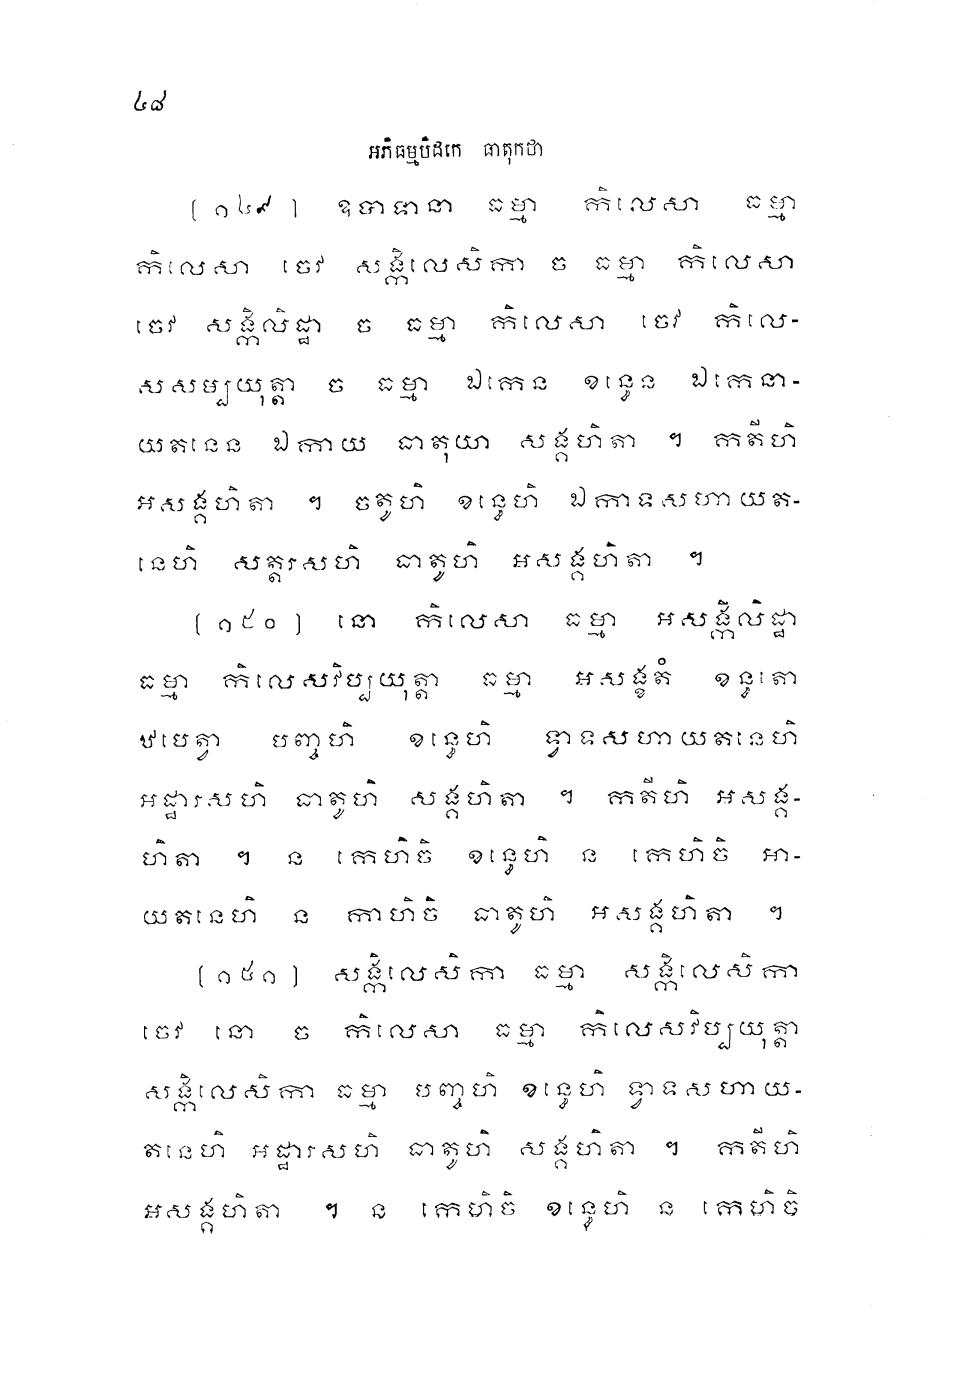 ៤៨
អភិធម្មបិដកេ ធាតុកថា
[ ១៤៩ ] ឧបាទានា ធម្មា កិលេសា ធម្មា
កិលេសា ចេវ សង្កិលេសិកា ច ធម្មា កិលេសា
ចេវ សង្កិលិដ្ឋា ច ធម្មា កិលេសា ចេវ កិលេ-
សសម្បយុត្តា ច ធម្មា ឯកេន ខន្ធេន ឯកេនា-
យតនេន ឯកាយ ធាតុយា សង្គហិតា ។ កតីហិ
អសង្គហិតា ។ ចតូហិ ខន្ធេហិ ឯកាទសហាយត-
នេហិ សត្តរសហិ ធាតូហិ អសង្គហិតា ។
[ ១៥០ ] នោ កិលេសា ធម្មា អសង្កិលិដ្ឋា
ធម្មា កិលេសវិប្បយុត្តា ធម្មា អសង្ខតំ ខន្ធតោ
ឋបេត្វា បញ្ចហិ ខន្ធេហិ ទ្វាទសហាយតនេហិ
អដ្ឋារសហិ ធាតូហិ សង្គហិតា ។ កតីហិ អសង្គ-
ហិតា ។ ន កេហិចិ ខន្ធេហិ ន កេហិចិ អា-
យតនេហិ ន កាហិចិ ធាតូហិ អសង្គហិតា ។
[ ១៥១ ] សង្កិលេសិកា ធម្មា សង្កិលេសិកា
ចេវ នោ ច កិលេសា ធម្មា កិលេសវិប្បយុត្តា
សង្កិលេសិកា ធម្មា បញ្ចហិ ខន្ធេហិ ទ្វាទសហាយ-
តនេហិ អដ្ឋារសហិ ធាតូហិ សង្គហិតា ។ កតីហិ
អសង្គហិតា ។ ន កេហិចិ ខន្ធេហិ ន កេហិចិ